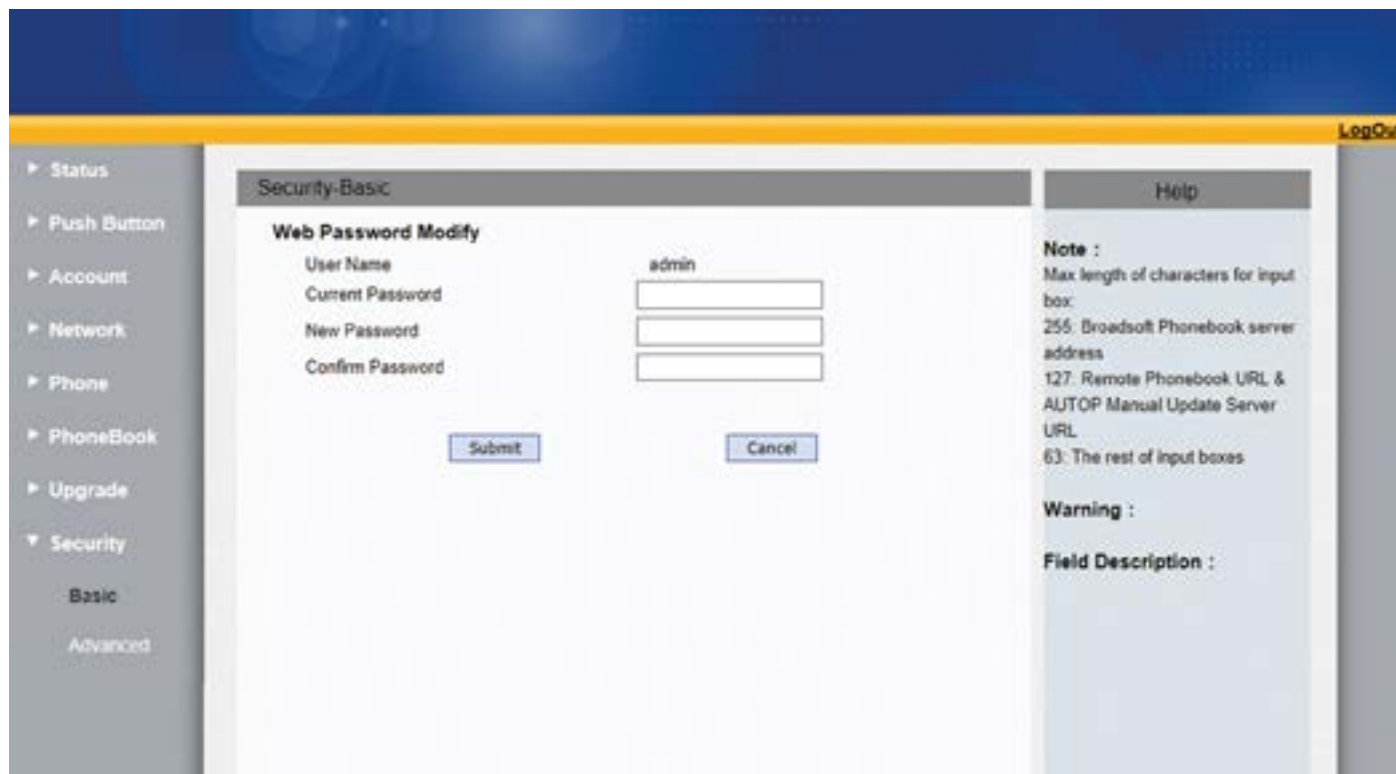 LogOu
Status
Push Button
Account
Network
Phone
PhoneBook
Upgrade
Security
Basic
Advanced
Security-Basic
Web Password Modify
User Name admin
Current Password
New Password
Confirm Password
Submit Cancel
Help
Note :
Max length of characters for input
box:
255: Broadsoft Phonebook server
address
127: Remote Phonebook URL &
AUTOP Manual Update Server
URL
63: The rest of input boxes
Warning :
Field Description :